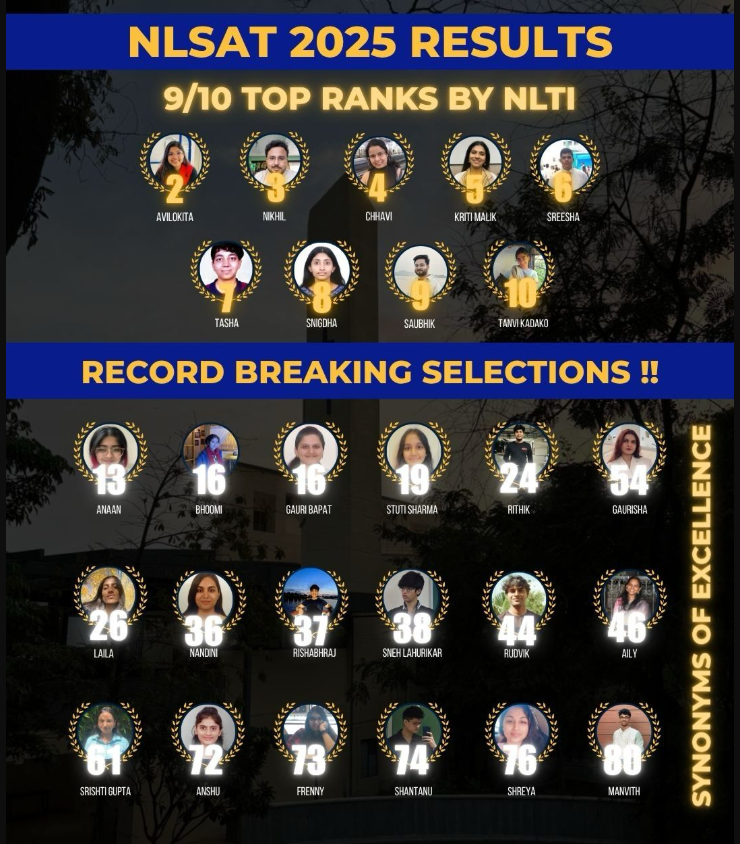 NLSAT 2025 RESULTS
9/10 TOP RANKS BY NLTI
2 3 4 5 6
AVILOKITA NIKHIL CHHAVI KRITI MALIK SREESHA
7 8 9 10
TASHA SNIGDHA SAUBHIK TANVI KADAKO
RECORD BREAKING SELECTIONS !!
13 16 16 19 24 54
ANAAN BHOOMI GAURI BAPAT STUTI SHARMA RITHIK GAURISHA
26 36 37 38 44 46
LAILA NANDINI RISHABHRAJ SNEH LAHURIKAR RUDVIK AILY
61 72 73 74 76 80
SRISHTI GUPTA ANSHU FRENNY SHANTANU SHREYA MANVITH
SYNONYMS OF EXCELLENCE